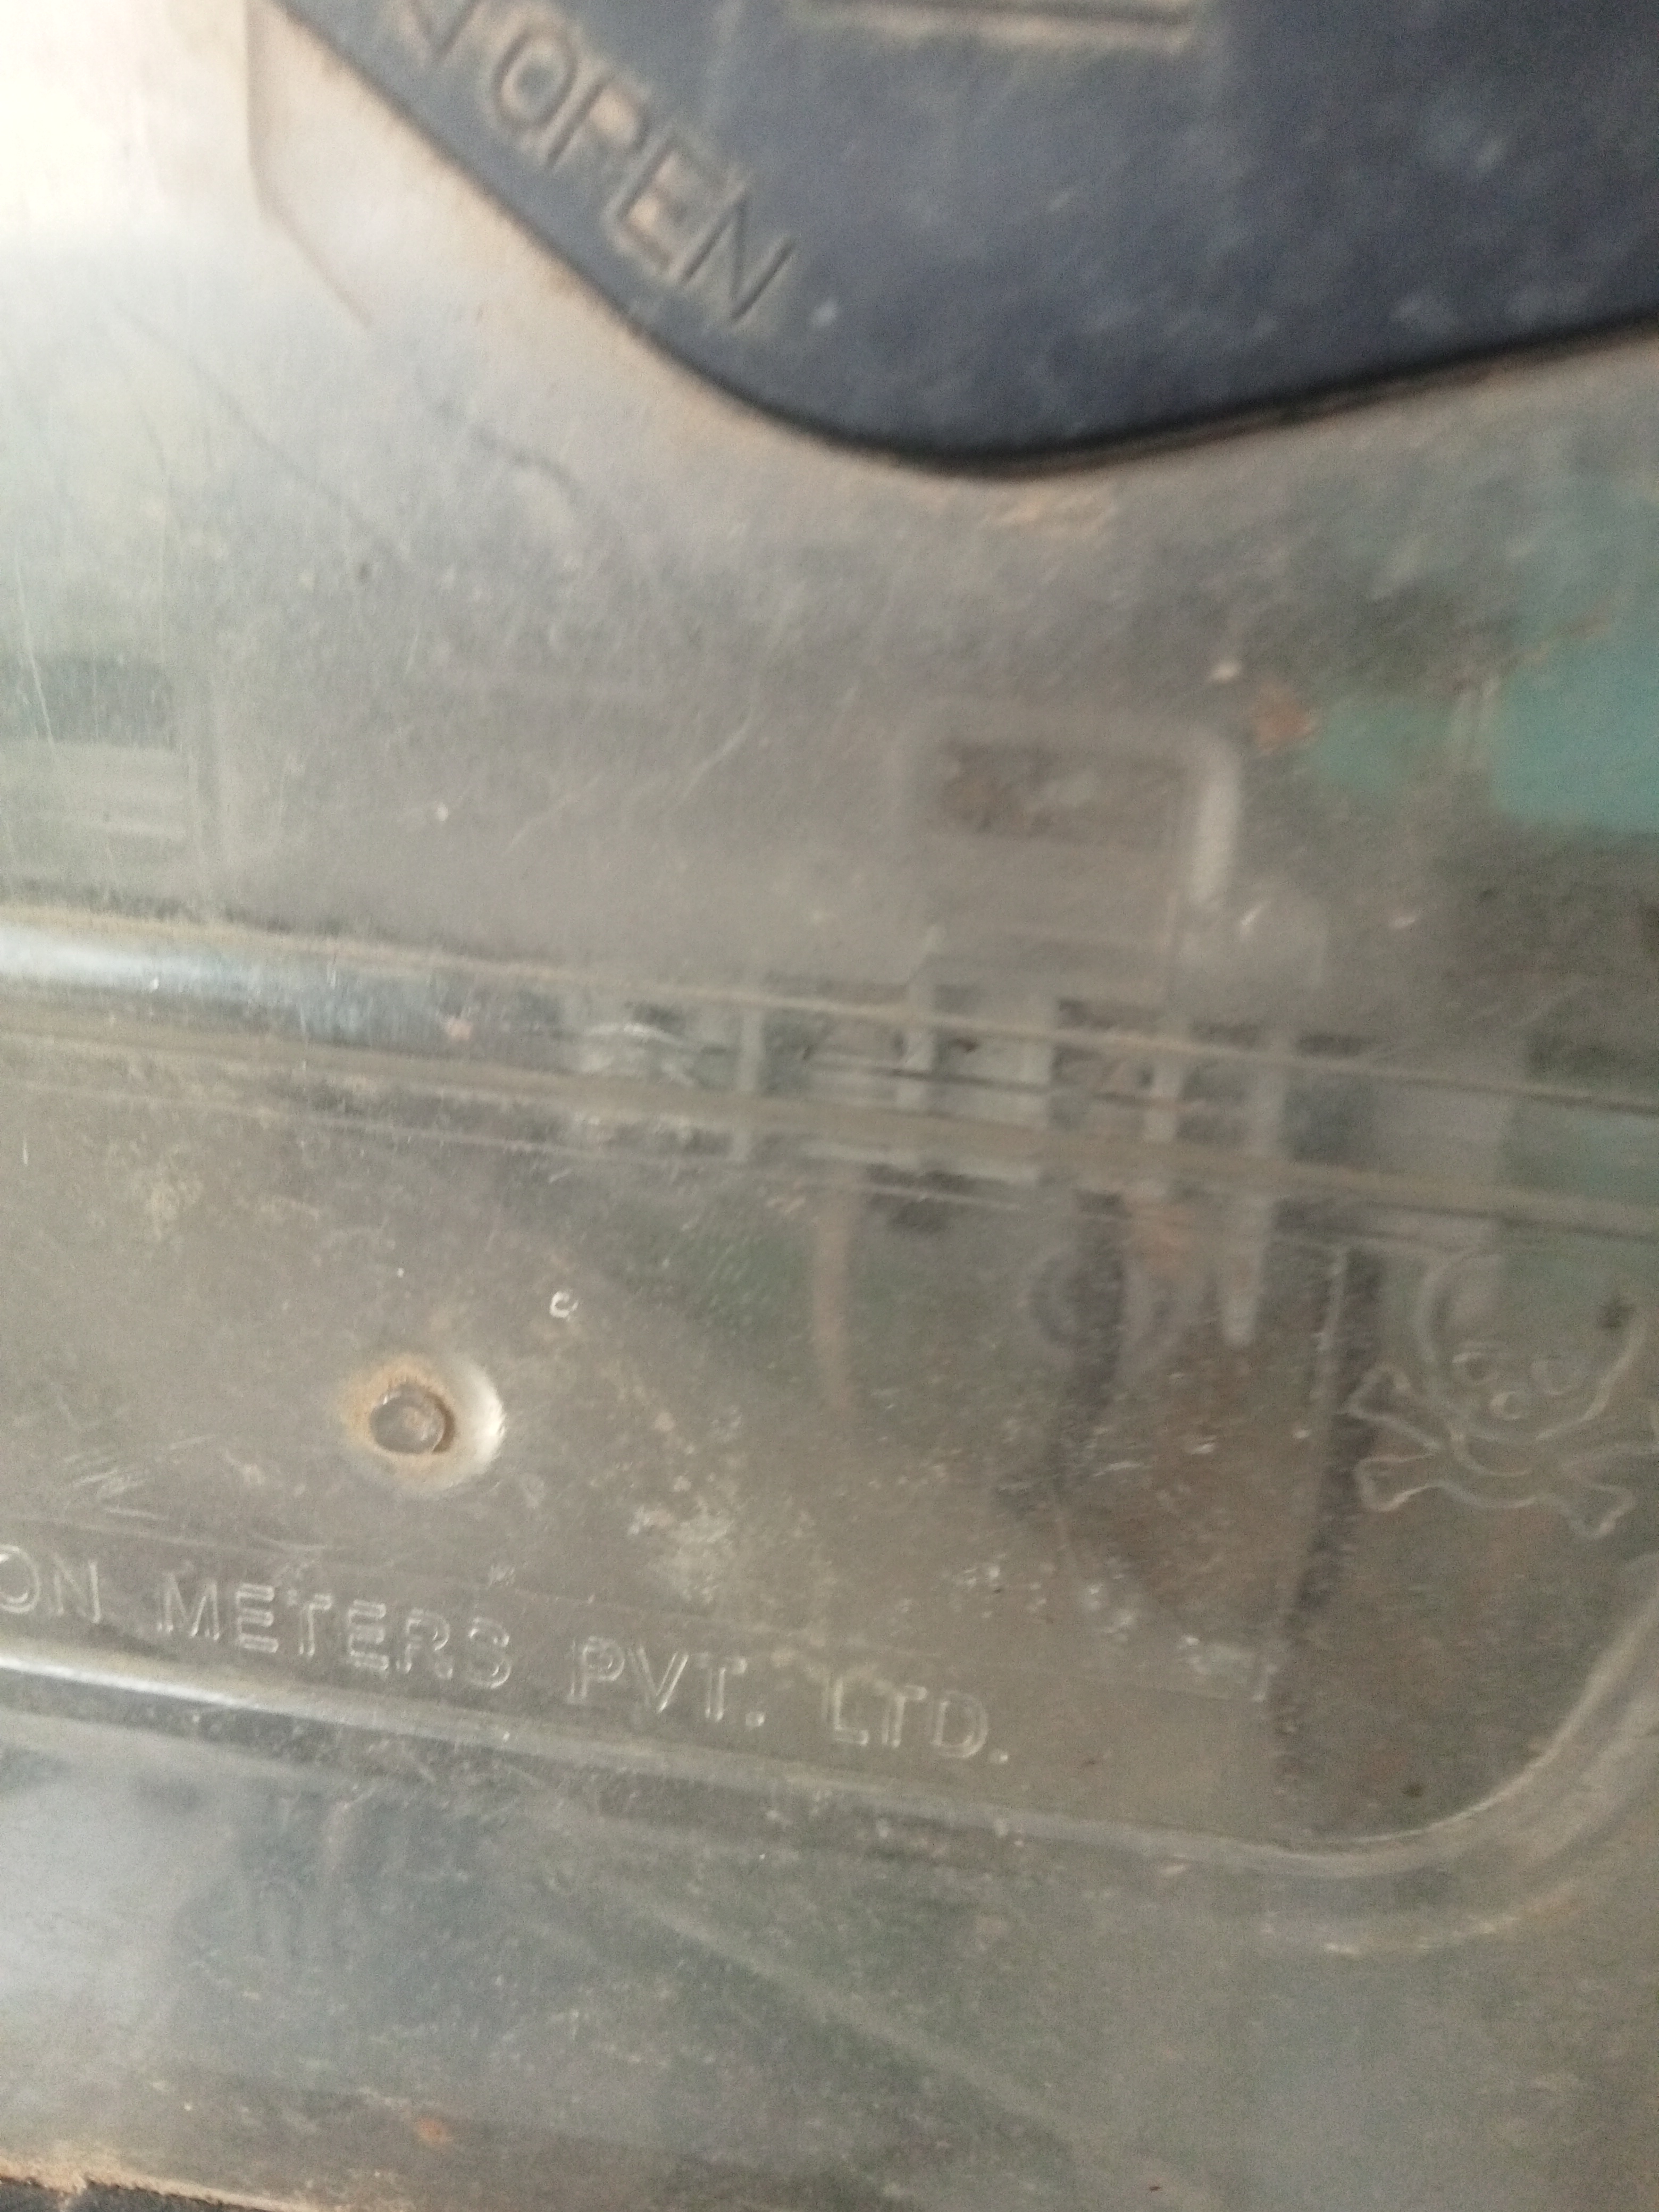 OPEN
ON METERS PVT. LTD.